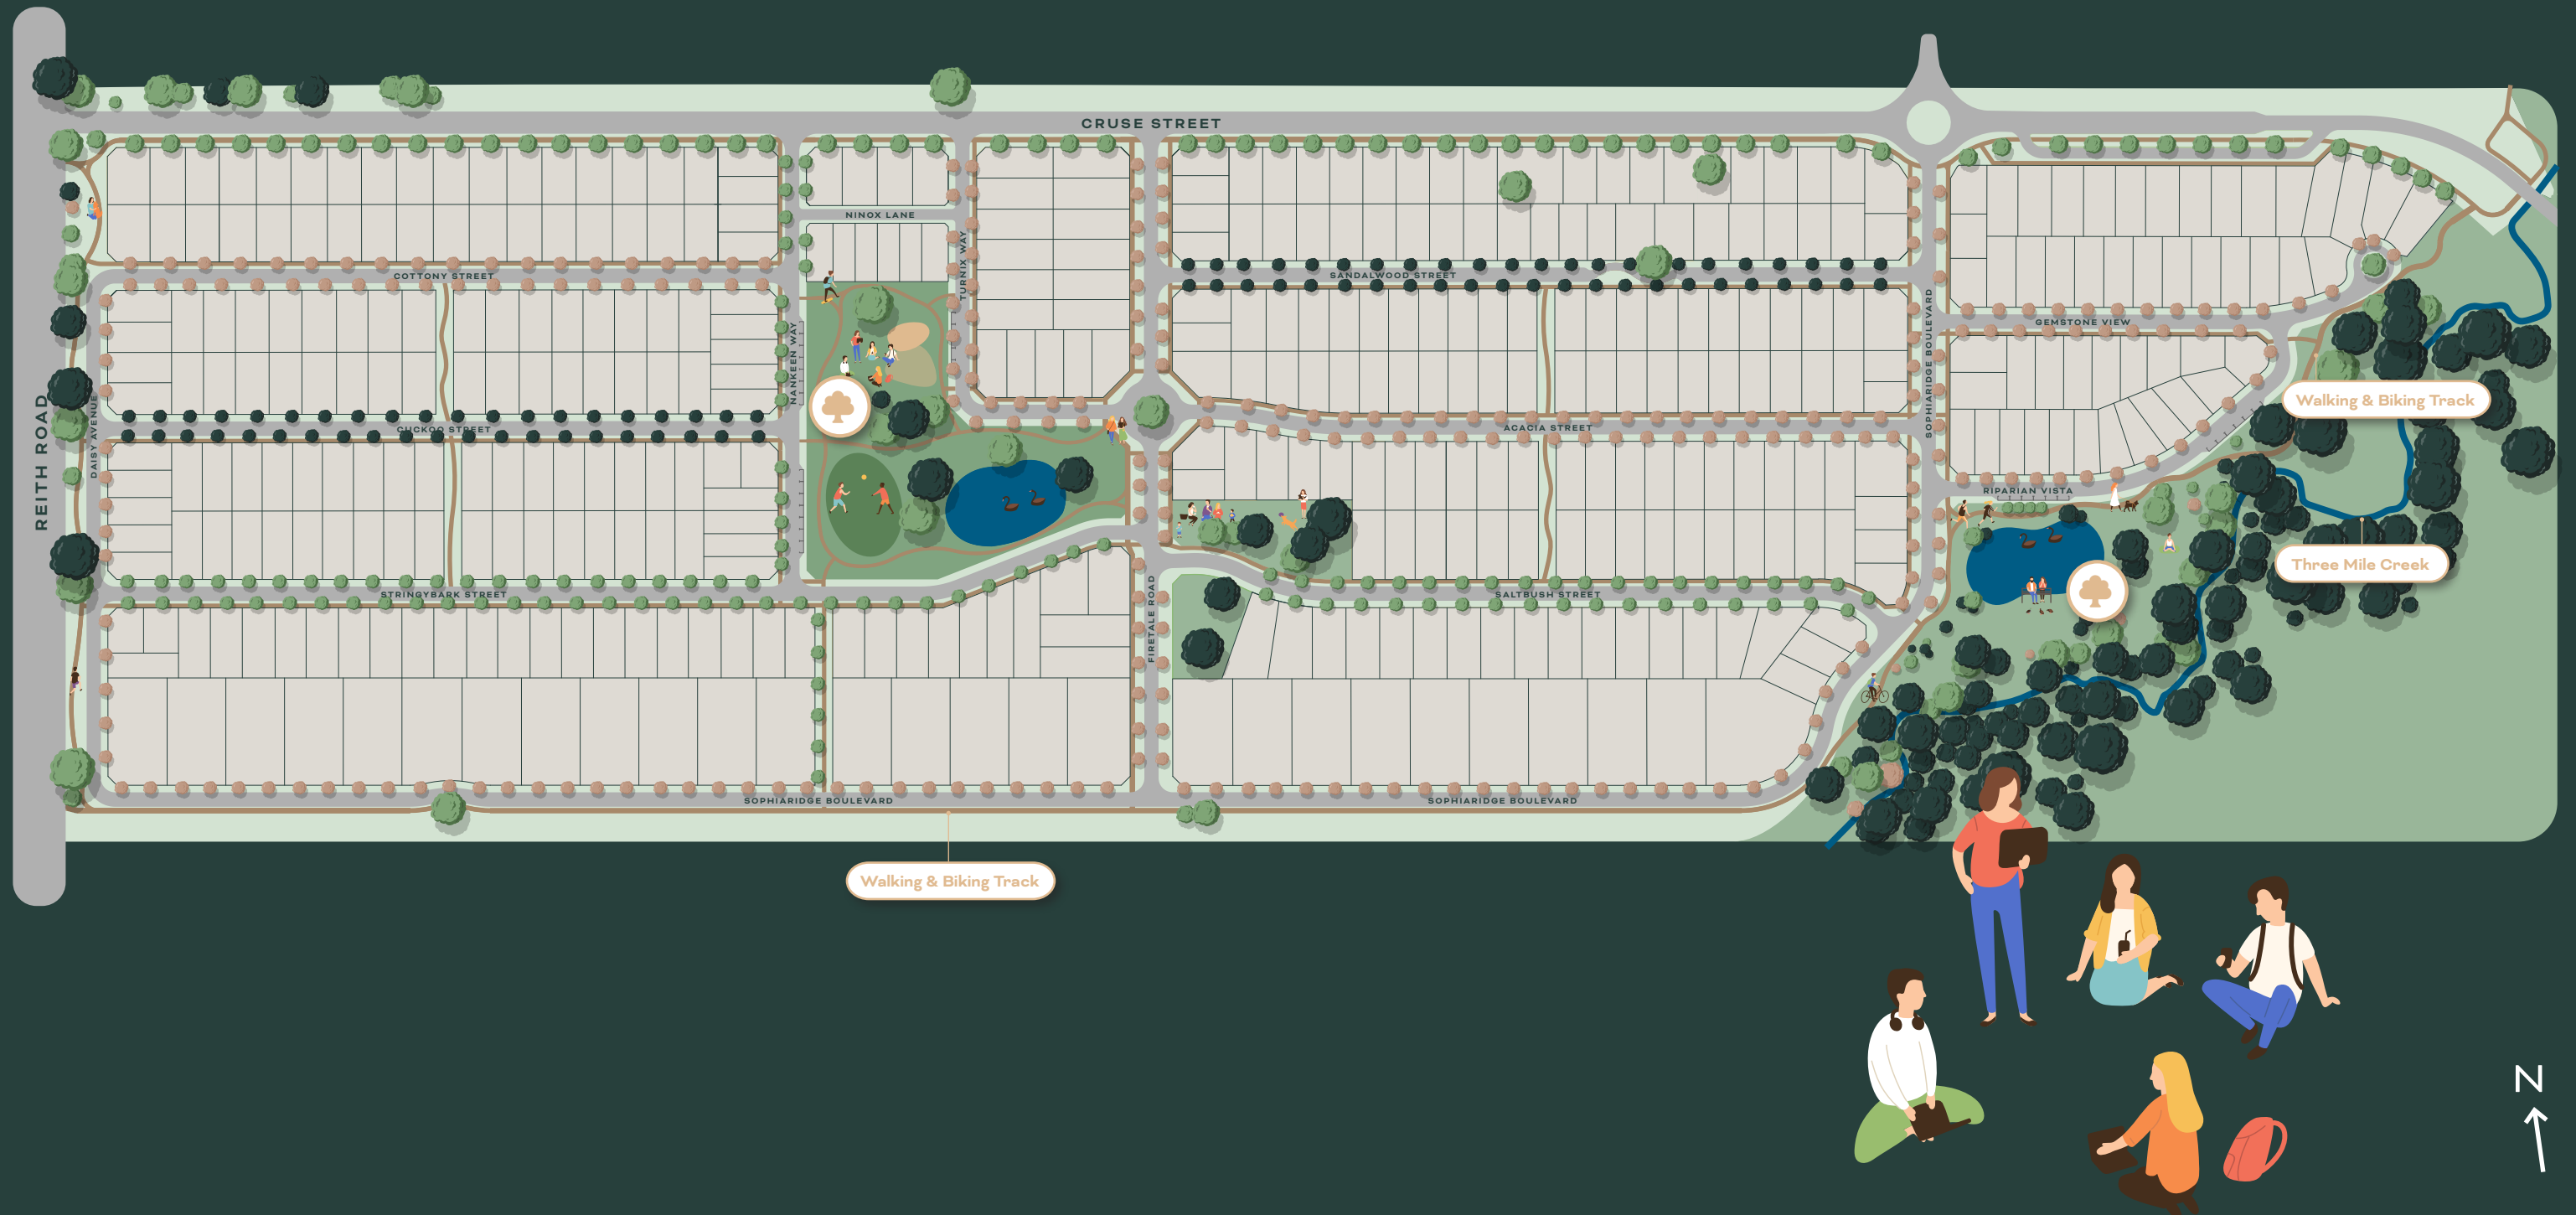 CRUSE STREET
NINOX LANE
TURNIX WAY
COTTONY STREET
SANDALWOOD STREET
SOPHIARIDGE BOULEVARD
GEMSTONE VIEW
NANKEEN WAY
REITH ROAD
DAISY AVENUE
Walking & Biking Track
CUCKOO STREET
ACACIA STREET
RIPARIAN VISTA
Three Mile Creek
STRINGYBARK STREET
FIRETALE ROAD
SALTBUSH STREET
SOPHIARIDGE BOULEVARD
SOPHIARIDGE BOULEVARD
Walking & Biking Track
N